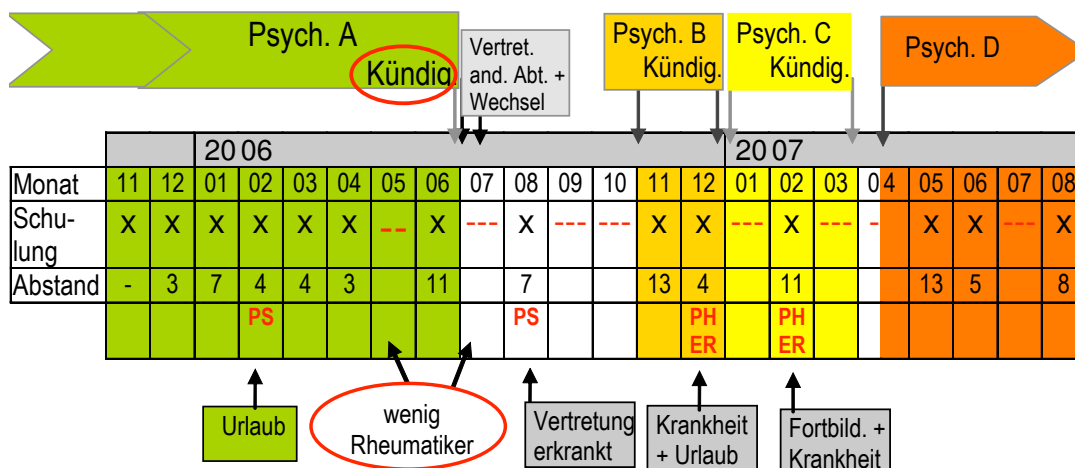 Psych. A
Kündig.
Vertret.
and. Abt. +
Wechsel
Psych. B
Kündig.
Psych. C
Kündig.
Psych. D
2006 2007
Monat 11 12 01 02 03 04 05 06 07 08 09 10 11 12 01 02 03 04 05 06 07 08
Schu-
lung X X X X X X -- X --- X --- --- X X --- X --- - X X --- X
Abstand - 3 7 4 4 3 11 7 13 4 11 13 5 8
PS PS PH PH
ER ER
Urlaub
wenig
Rheumatiker
Vertretung
erkrankt
Krankheit
+ Urlaub
Fortbild. +
Krankheit